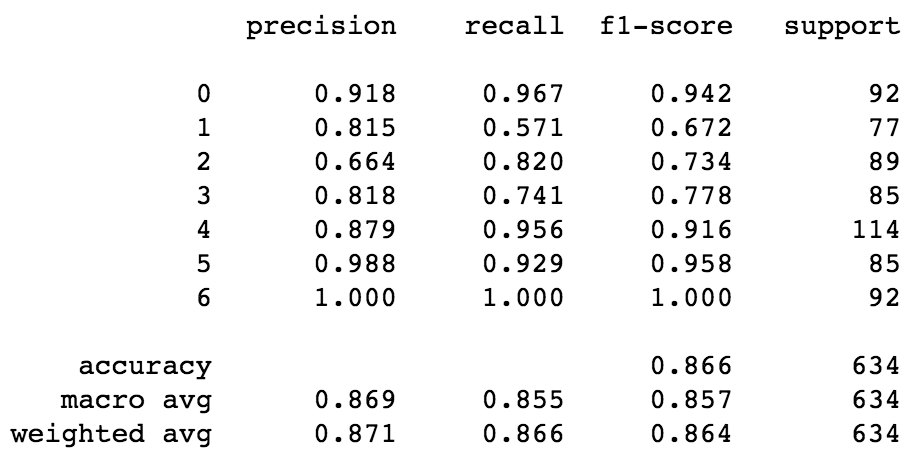 precision recall f1-score support
0 0.918 0.967 0.942 92
1 0.815 0.571 0.672 77
2 0.664 0.820 0.734 89
3 0.818 0.741 0.778 85
4 0.879 0.956 0.916 114
5 0.988 0.929 0.958 85
6 1.000 1.000 1.000 92
accuracy 0.866 634
macro avg 0.869 0.855 0.857 634
weighted avg 0.871 0.866 0.864 634